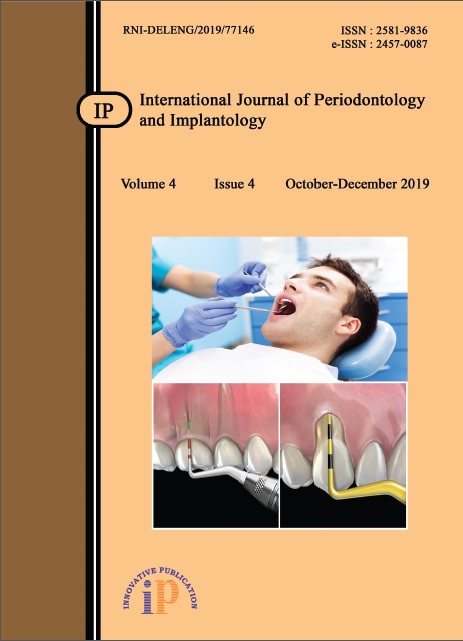 RNI-DELENG/2019/77146
ISSN : 2581-9836
e-ISSN : 2457-0087
IP
International Journal of Periodontology
and Implantology
Volume 4 Issue 4 October-December 2019
INNOVATIVE PUBLICATION
ip